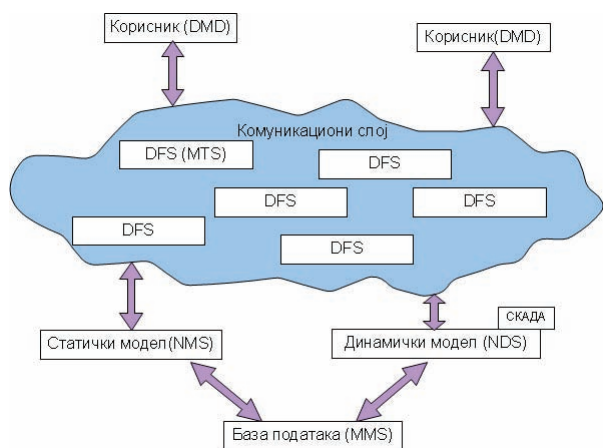 Корисник (DMD)
Корисник(DMD)
Комуникациони слој
DFS (MTS)
DFS
DFS
DFS
DFS
DFS
СКАДА
Статички модел(NMS)
Динамички модел (NDS)
База података (MMS)